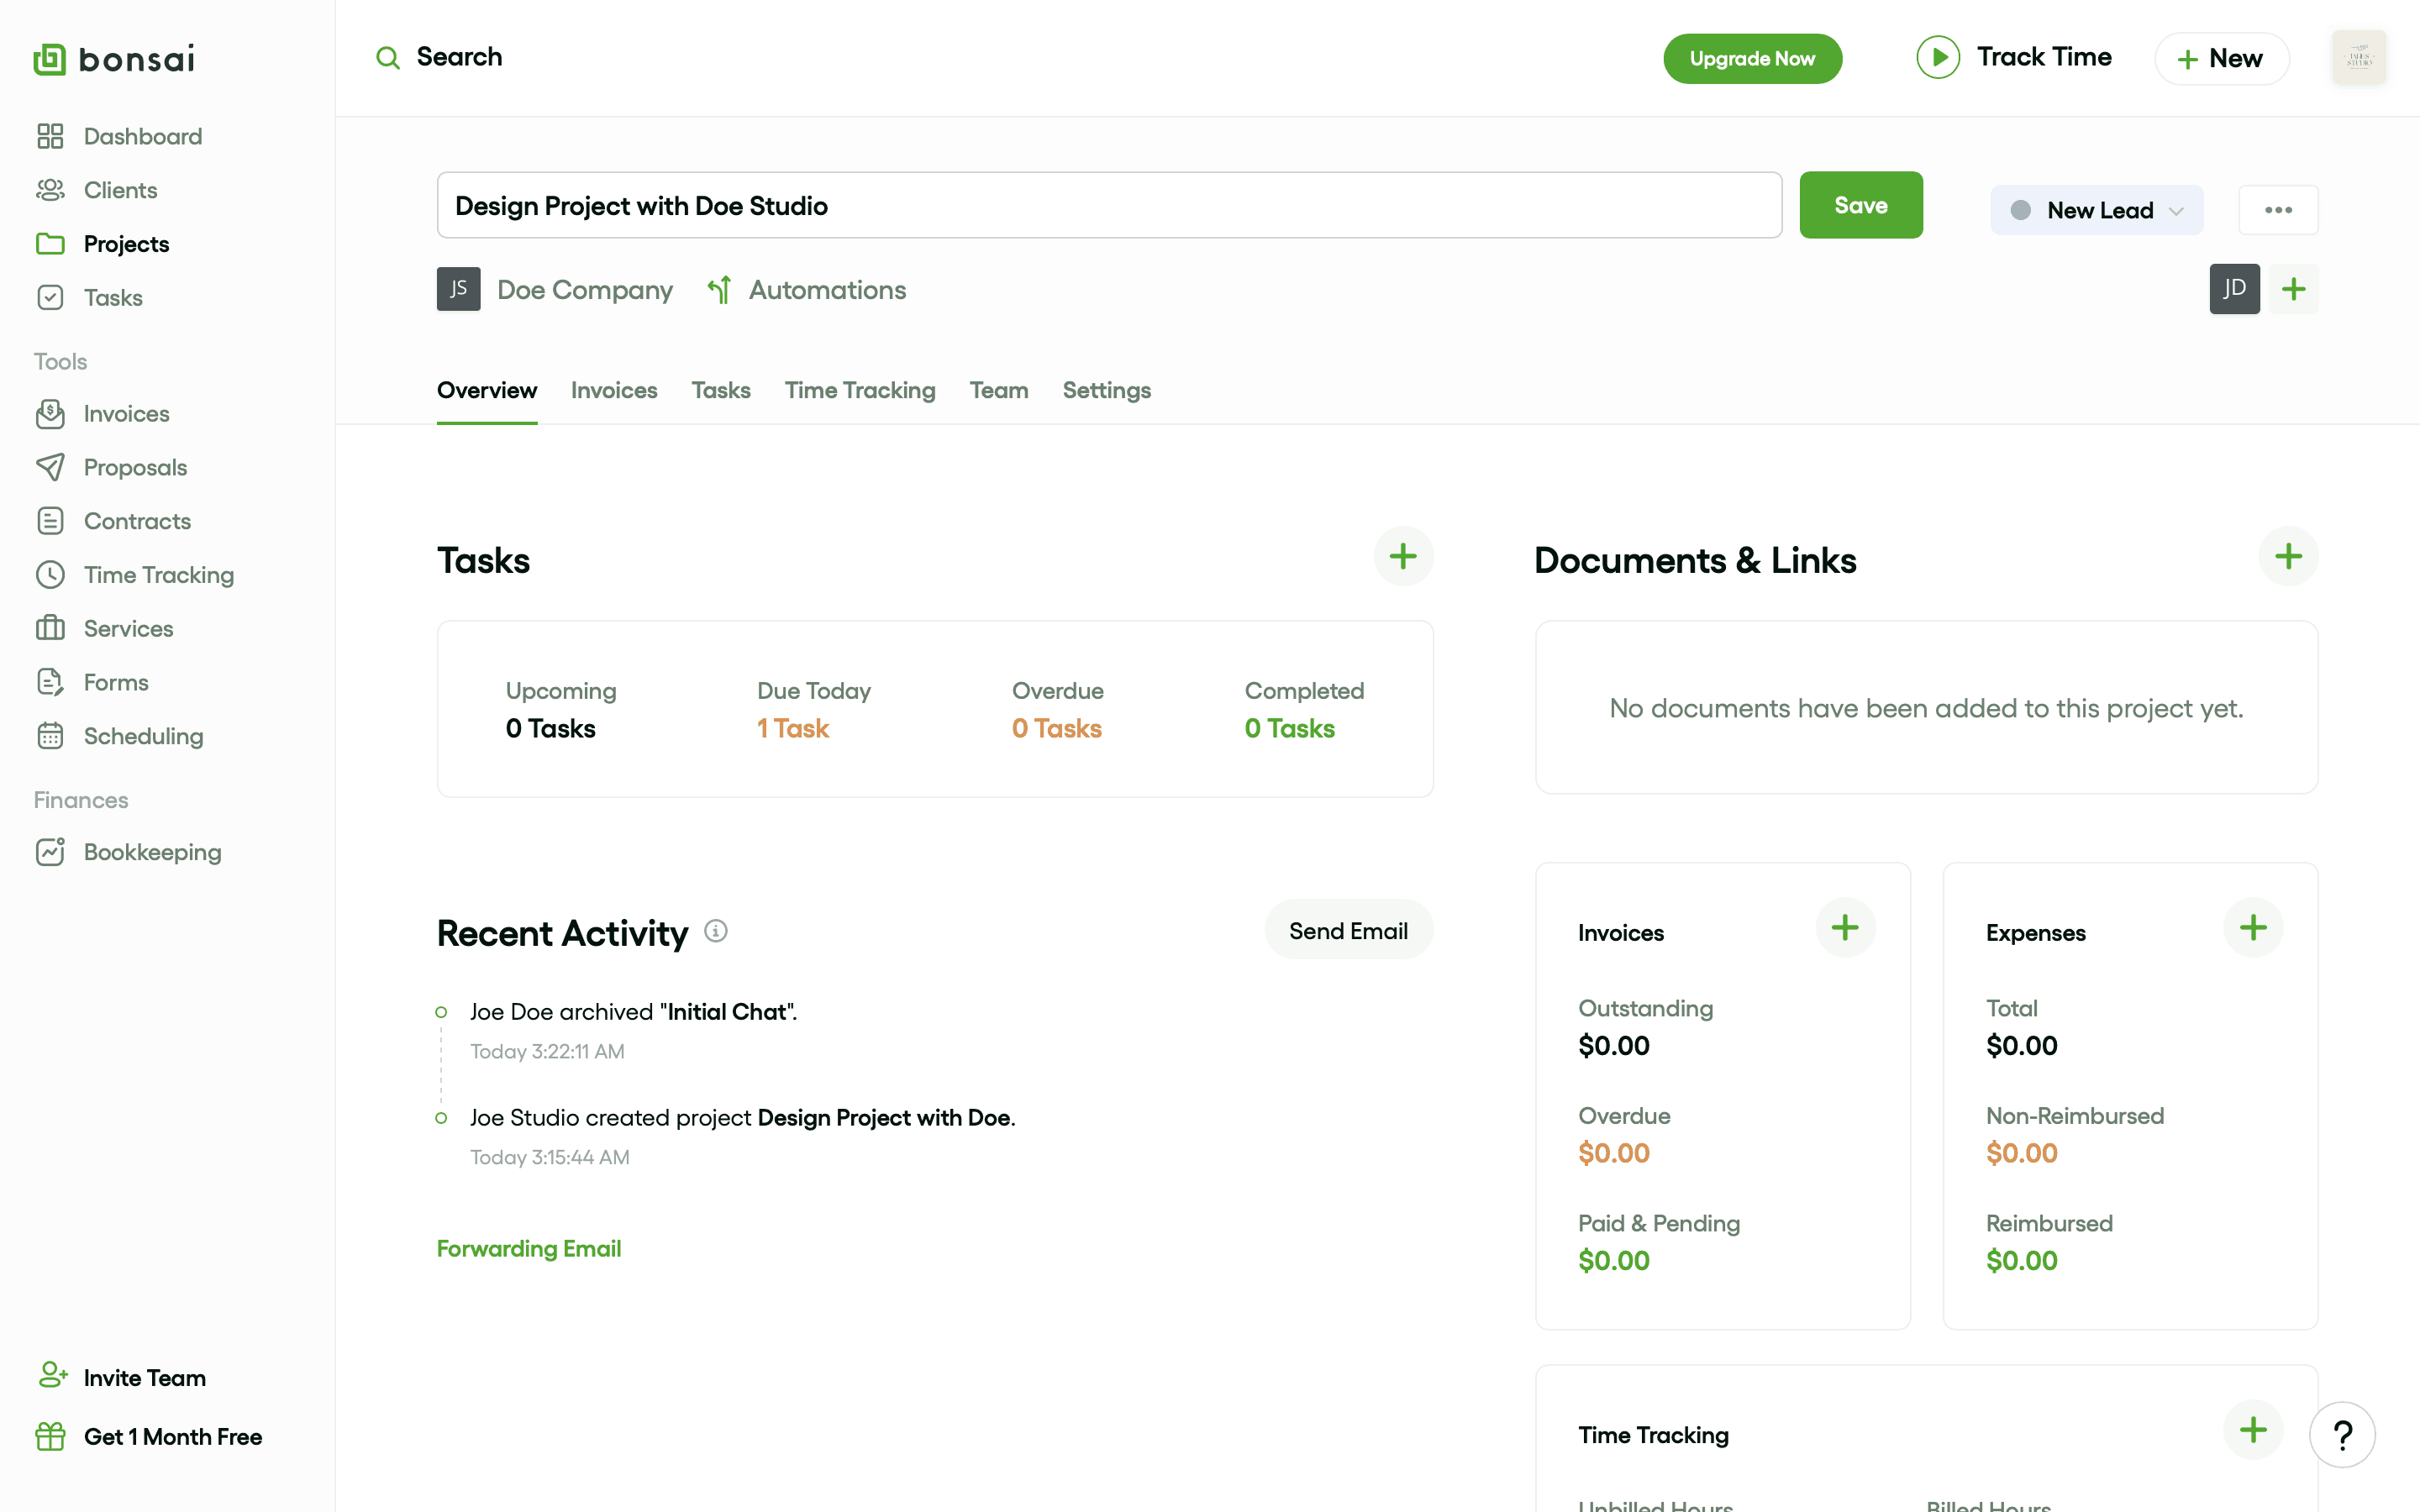 bonsai
Search
Upgrade Now
Track Time
+ New
Dashboard
Clients
Projects
Tasks
Tools
Invoices
Proposals
Contracts
Time Tracking
Services
Forms
Scheduling
Finances
Bookkeeping
Invite Team
Get 1 Month Free
Design Project with Doe Studio
Save
New Lead
JS Doe Company Automations
JD
Overview Invoices Tasks Time Tracking Team Settings
Tasks
Upcoming Due Today Overdue Completed
0 Tasks 1 Task 0 Tasks 0 Tasks
Recent Activity
Send Email
Joe Doe archived "Initial Chat".
Today 3:22:11 AM
Joe Studio created project Design Project with Doe.
Today 3:15:44 AM
Forwarding Email
Documents & Links
No documents have been added to this project yet.
Invoices
Outstanding
$0.00
Overdue
$0.00
Paid & Pending
$0.00
Expenses
Total
$0.00
Non-Reimbursed
$0.00
Reimbursed
$0.00
Time Tracking
Unbilled Hours Billed Hours
?